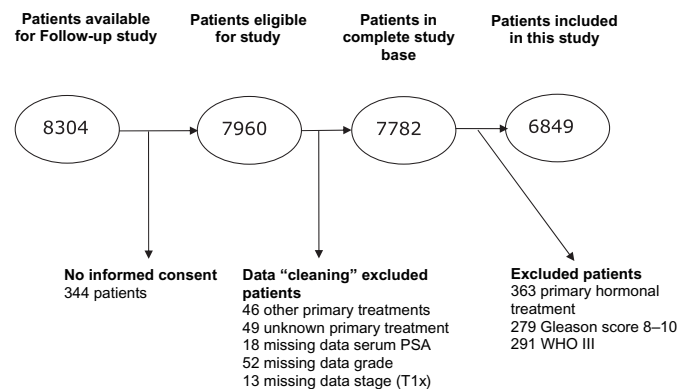 Patients available
for Follow-up study
Patients eligible
for study
Patients in
complete study
base
Patients included
in this study
8304
7960
7782
6849
No informed consent
344 patients
Data “cleaning” excluded
patients
46 other primary treatments
49 unknown primary treatment
18 missing data serum PSA
52 missing data grade
13 missing data stage (T1x)
Excluded patients
363 primary hormonal
treatment
279 Gleason score 8–10
291 WHO III